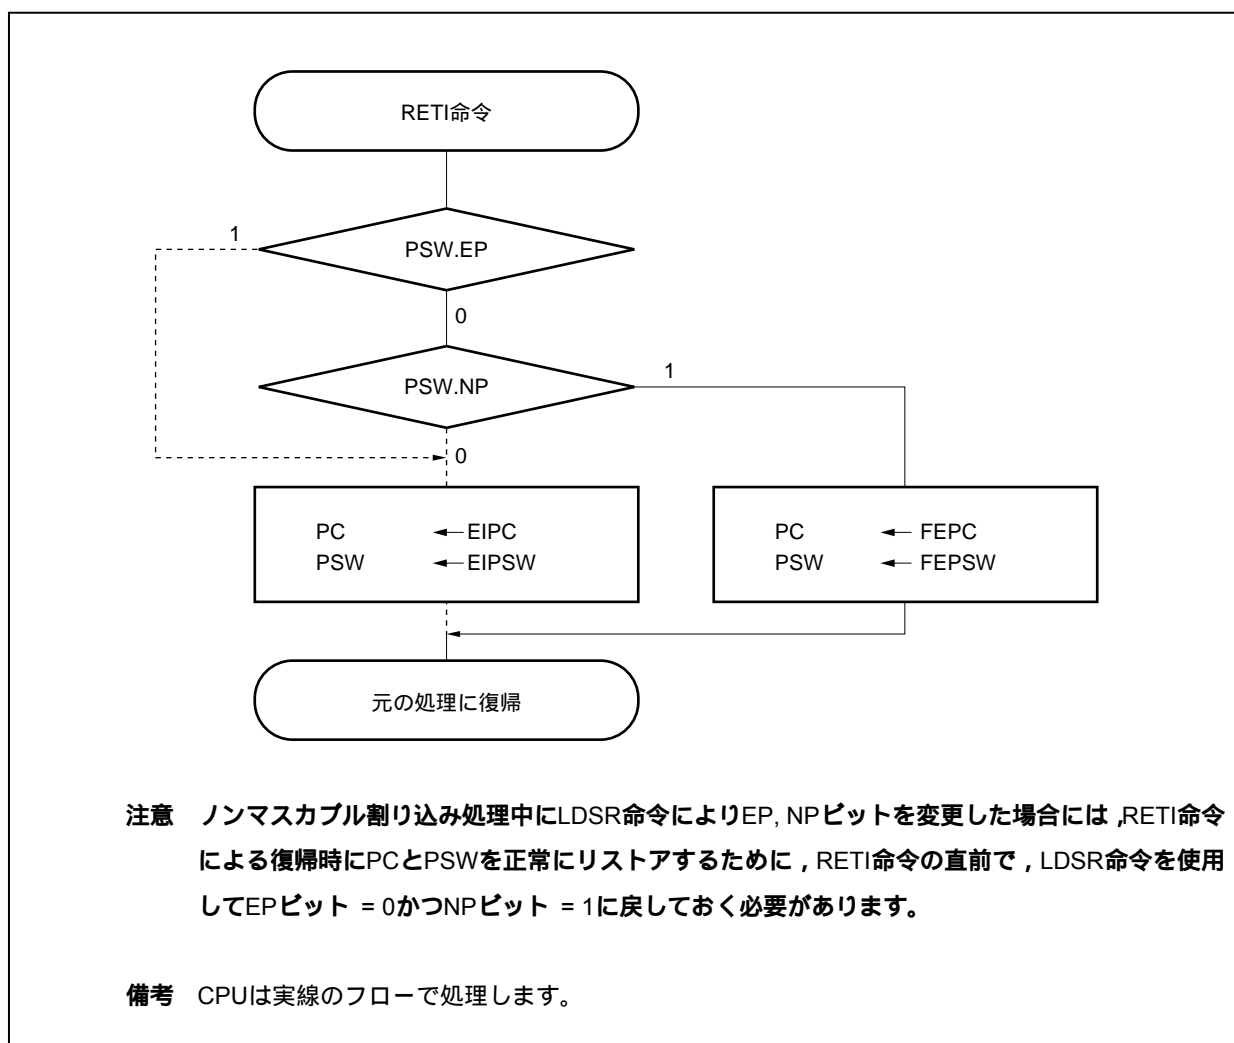 RETI命令
1
PSW.EP
0
PSW.NP
1
0
PC ← EIPC
PSW ← EIPSW
PC ← FEPC
PSW ← FEPSW
元の処理に復帰
注意 ノンマスカブル割り込み処理中にLDSR命令によりEP, NPビットを変更した場合には，RETI命令
による復帰時にPCとPSWを正常にリストアするために，RETI命令の直前で，LDSR命令を使用
してEPビット = 0かつNPビット = 1に戻しておく必要があります。
備考 CPUは実線のフローで処理します。